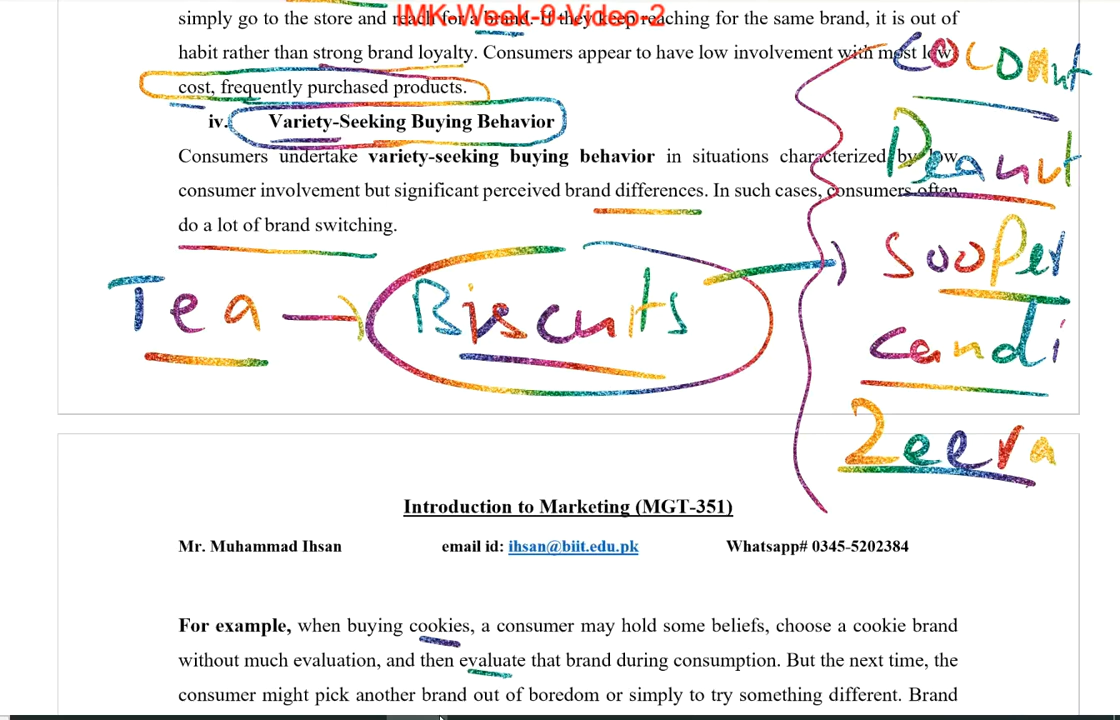 simply go to the store and reach for a brand. If they keep reaching for the same brand, it is out of
IMK-Week-9-Video-2
habit rather than strong brand loyalty. Consumers appear to have low involvement with most low
cost, frequently purchased products.
iv. Variety-Seeking Buying Behavior
Consumers undertake variety-seeking buying behavior in situations characterized by low
consumer involvement but significant perceived brand differences. In such cases, consumers often
do a lot of brand switching.
Coconut
Peanut
Sooper
Candi
Zeera
Tea → Biscuits
Introduction to Marketing (MGT-351)
Mr. Muhammad Ihsan email id: ihsan@biit.edu.pk Whatsapp# 0345-5202384
For example, when buying cookies, a consumer may hold some beliefs, choose a cookie brand
without much evaluation, and then evaluate that brand during consumption. But the next time, the
consumer might pick another brand out of boredom or simply to try something different. Brand